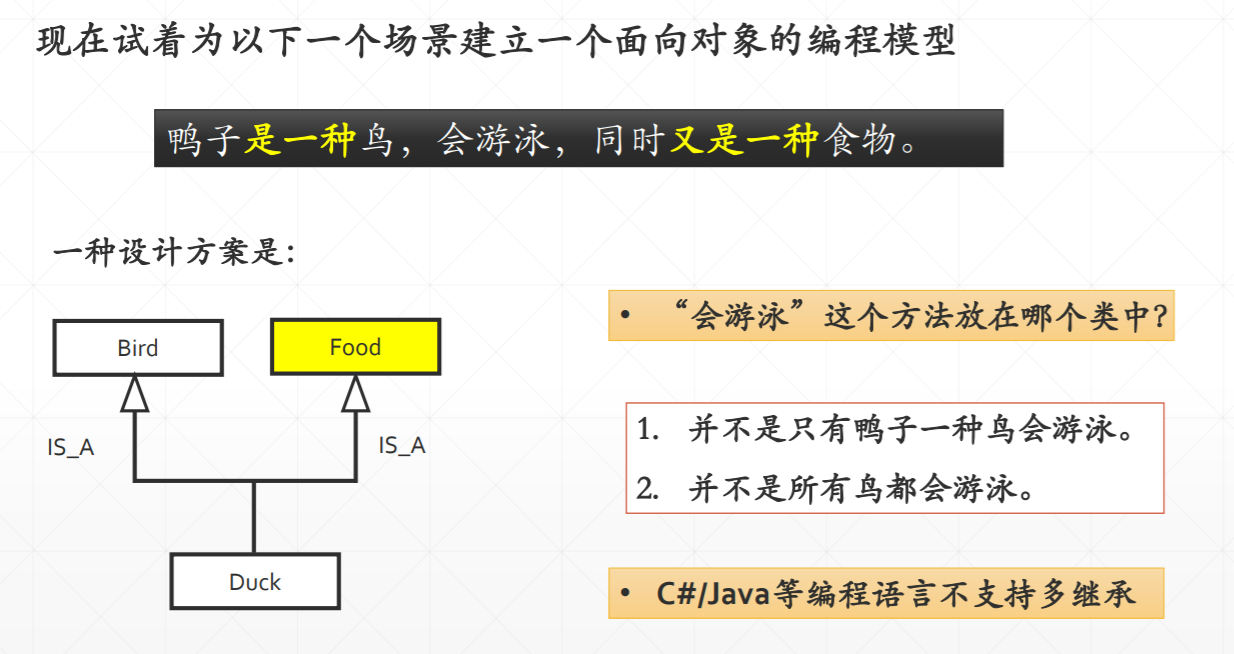 现在试着为以下一个场景建立一个面向对象的编程模型
鸭子是一种鸟，会游泳，同时又是一种食物。
一种设计方案是：
Bird
Food
IS_A
IS_A
Duck
• “会游泳”这个方法放在哪个类中？
1. 并不是只有鸭子一种鸟会游泳。
2. 并不是所有鸟都会游泳。
• C#/Java等编程语言不支持多继承